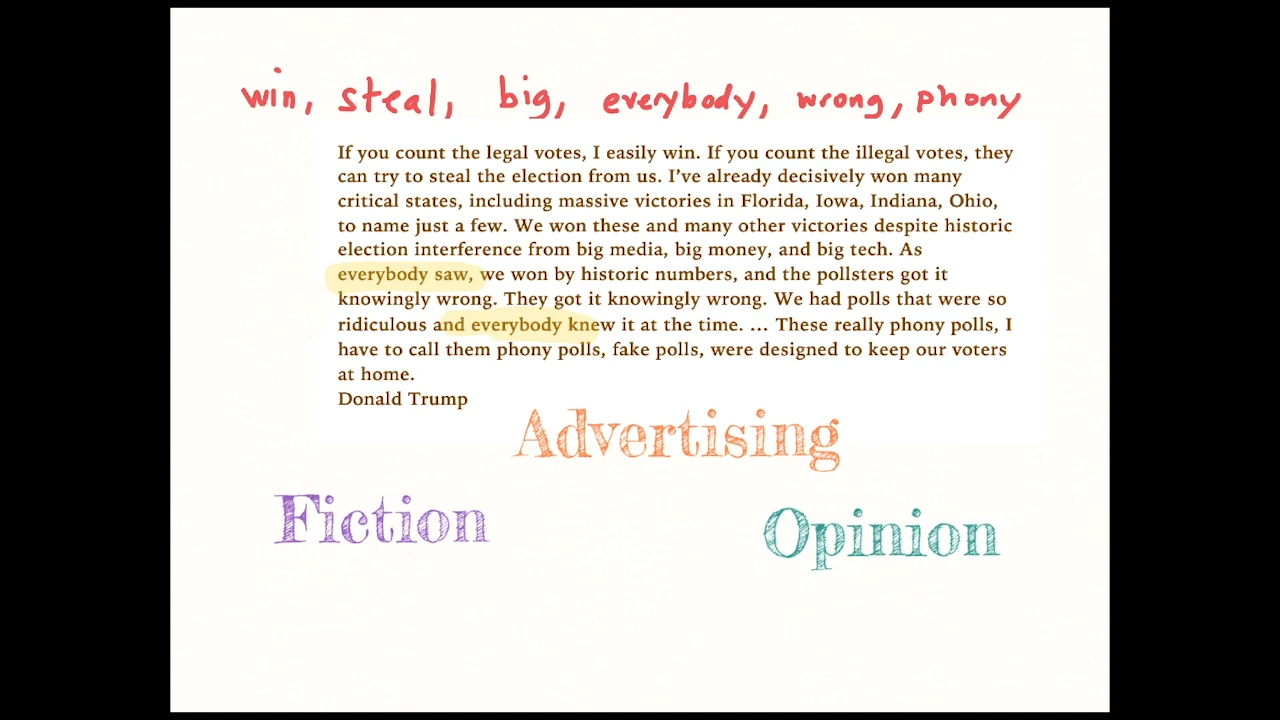 win, steal, big, everybody, wrong, phony
If you count the legal votes, I easily win. If you count the illegal votes, they
can try to steal the election from us. I've already decisively won many
critical states, including massive victories in Florida, Iowa, Indiana, Ohio,
to name just a few. We won these and many other victories despite historic
election interference from big media, big money, and big tech. As
everybody saw, we won by historic numbers, and the pollsters got it
knowingly wrong. They got it knowingly wrong. We had polls that were so
ridiculous and everybody knew it at the time. ... These really phony polls, I
have to call them phony polls, fake polls, were designed to keep our voters
at home.
Donald Trump
Advertising
Fiction
Opinion